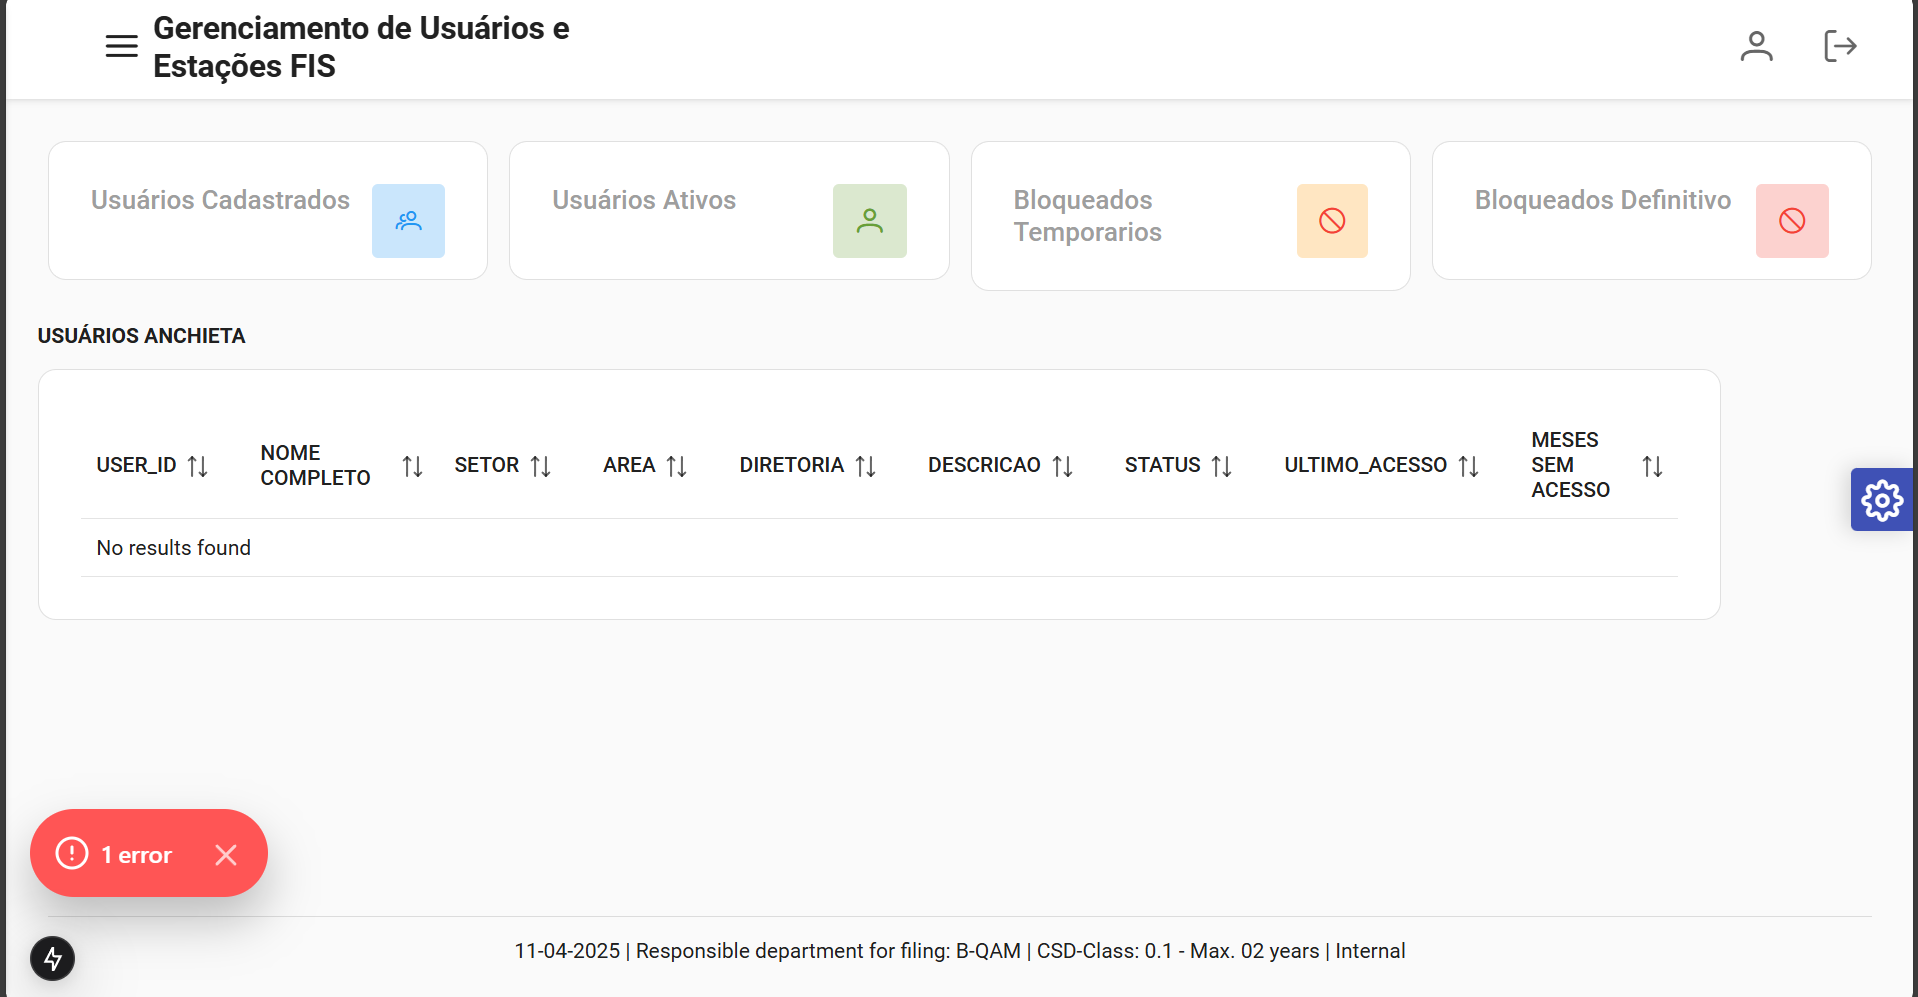 Gerenciamento de Usuários e
Estações FIS
Usuários Cadastrados
Usuários Ativos
Bloqueados
Temporarios
Bloqueados Definitivo
USUÁRIOS ANCHIETA
USER_ID
NOME
COMPLETO
SETOR
AREA
DIRETORIA
DESCRICAO
STATUS
ULTIMO_ACESSO
MESES
SEM
ACESSO
No results found
1 error
11-04-2025 | Responsible department for filing: B-QAM | CSD-Class: 0.1 - Max. 02 years | Internal